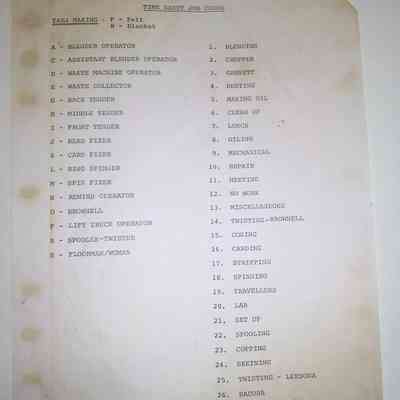 TIME SHEET JOB CODES
YARN MAKING - F - Felt
B - Blanket
A - BLENDER OPERATOR
C - ASSISTANT BLENDER OPERATOR
D - WASTE MACHINE OPERATOR
E - WASTE COLLECTOR
G - BACK TENDER
H - MIDDLE TENDER
I - FRONT TENDER
J - HEAD FIXER
K - CARD FIXER
L - HEAD SPINNER
M - SPIN FIXER
N - REWIND OPERATOR
O - BROWNELL
P - LIFT TRUCK OPERATOR
R - SPOOLER-TWISTER
S - FLOORMAN/WOMAN
1. BLENDING
2. CHOPPER
3. GARNETT
4. DUSTING
5. MAKING OIL
6. CLEAN UP
7. LUNCH
8. OILING
9. MECHANICAL
10. REPAIR
11. MEETING
12. NO WORK
13. MISCELLANEOUS
14. TWISTING-BROWNELL
15. CONING
16. CARDING
17. STRIPPING
18. SPINNING
19. TRAVELLERS
20. LAB
21. SET UP
22. SPOOLING
23. COPPING
24. SKEINING
25. TWISTING - LEESONA
26.